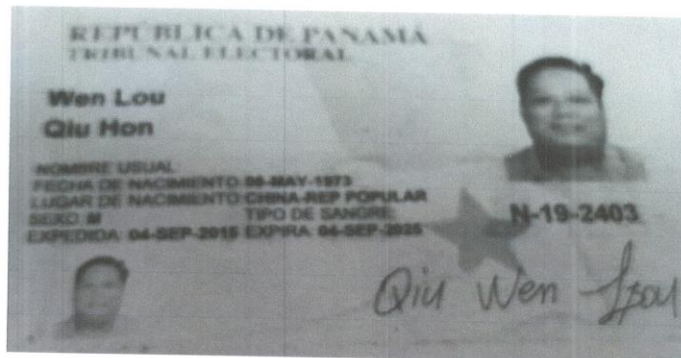 REPÚBLICA DE PANAMÁ
TRIBUNAL ELECTORAL
Wen Lou
Qiu Hon
NOMBRE USUAL:
FECHA DE NACIMIENTO: -MAY-1973
LUGAR DE NACIMIENTO: CHINA-REP POPULAR
SEXO: M TIPO DE SANGRE:
EXPEDIDA: 04-SEP-2015 EXPIRA: 04-SEP-2025
N-19-2403
Qiu Wen